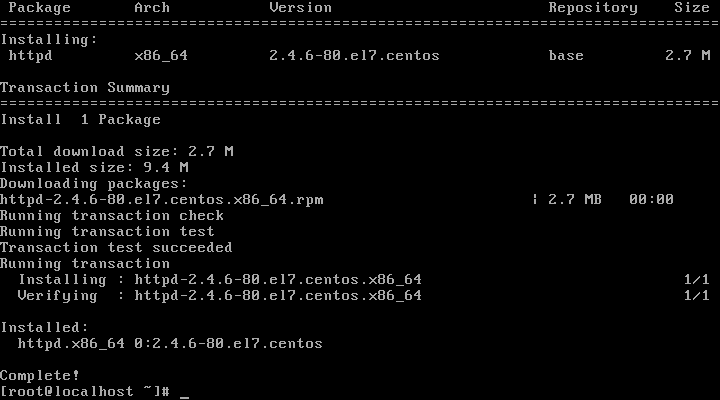 Package Arch Version Repository Size
================================================================================
Installing:
httpd x86_64 2.4.6-80.el7.centos base 2.7 M
Transaction Summary
================================================================================
Install 1 Package
Total download size: 2.7 M
Installed size: 9.4 M
Downloading packages:
httpd-2.4.6-80.el7.centos.x86_64.rpm | 2.7 MB 00:00
Running transaction check
Running transaction test
Transaction test succeeded
Running transaction
Installing : httpd-2.4.6-80.el7.centos.x86_64 1/1
Verifying : httpd-2.4.6-80.el7.centos.x86_64 1/1
Installed:
httpd.x86_64 0:2.4.6-80.el7.centos
Complete!
[root@localhost ~]# _